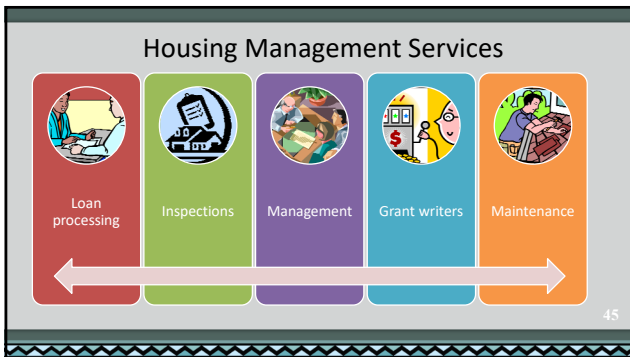 Housing Management Services
$
Loan
processing
Inspections
Management
Grant writers
Maintenance
45